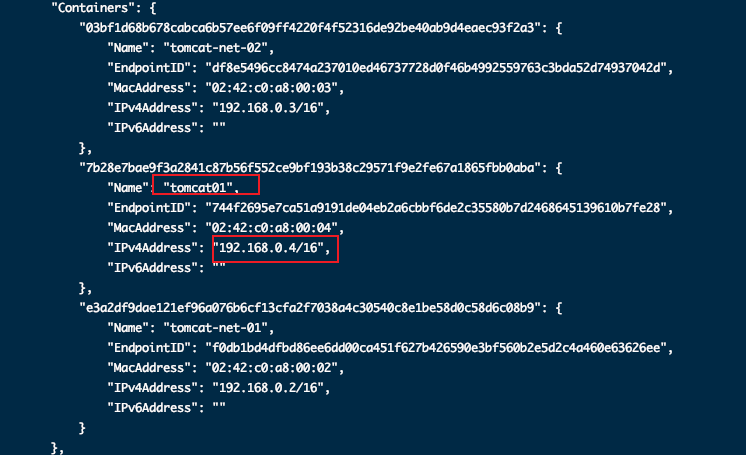 "Containers": {
"03bf1d68b678cabca6b57ee6f09ff4220f4f52316de92be40ab9d4eaec93f2a3": {
"Name": "tomcat-net-02",
"EndpointID": "df8e5496cc8474a237010ed46737728d0f46b4992559763c3bda52d74937042d",
"MacAddress": "02:42:c0:a8:00:03",
"IPv4Address": "192.168.0.3/16",
"IPv6Address": ""
},
"7b28e7bae9f3a2841c87b56f552ce9bf193b38c29571f9e2fe67a1865fbb0aba": {
"Name": "tomcat01",
"EndpointID": "744f2695e7ca51a9191de04eb2a6cbbf6de2c35580b7d2468645139610b7fe28",
"MacAddress": "02:42:c0:a8:00:04",
"IPv4Address": "192.168.0.4/16",
"IPv6Address": ""
},
"e3a2df9dae121ef96a076b6cf13cfa2f7038a4c30540c8e1be58d0c58d6c08b9": {
"Name": "tomcat-net-01",
"EndpointID": "f0db1bd4dfbd86ee6dd00ca451f627b426590e3bf560b2e5d2c4a460e63626ee",
"MacAddress": "02:42:c0:a8:00:02",
"IPv4Address": "192.168.0.2/16",
"IPv6Address": ""
}
},